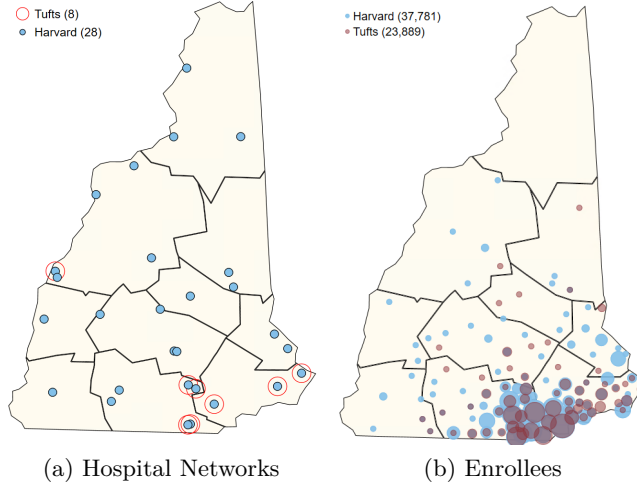 Tufts (8)
Harvard (28)
Harvard (37,781)
Tufts (23,889)
(a) Hospital Networks
(b) Enrollees